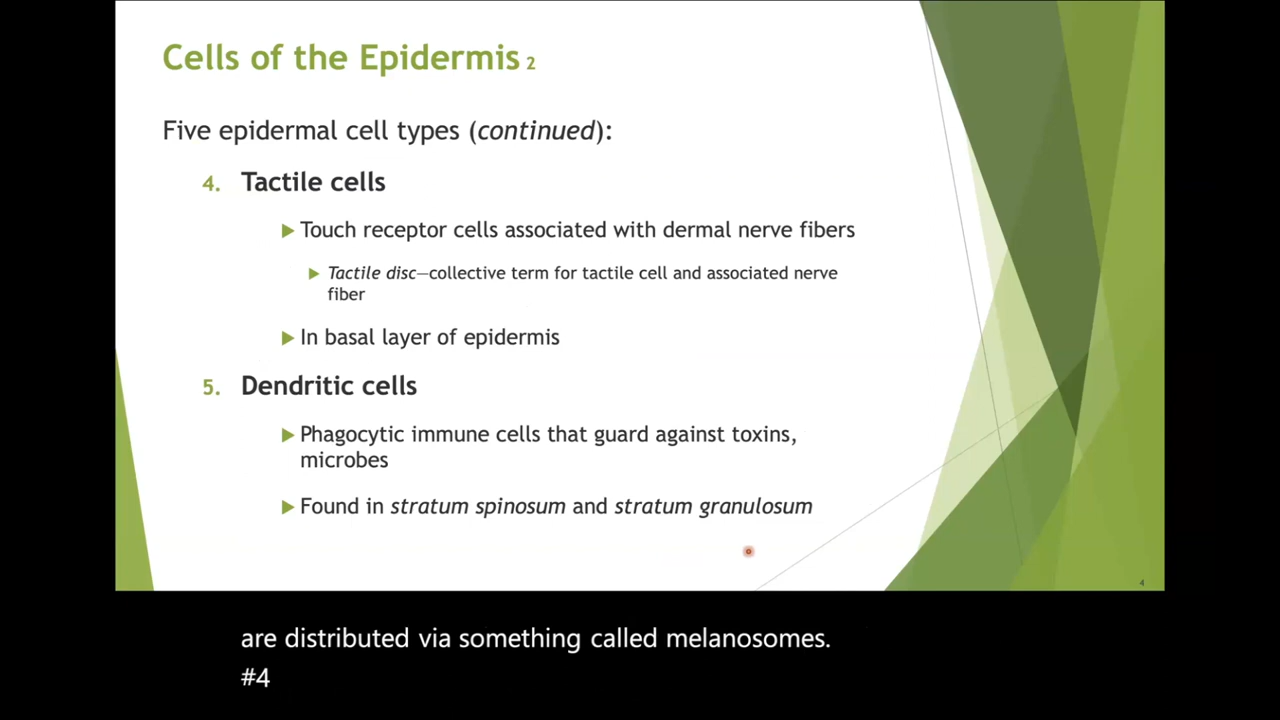 Cells of the Epidermis 2
Five epidermal cell types (continued):
4. Tactile cells
Touch receptor cells associated with dermal nerve fibers
Tactile disc—collective term for tactile cell and associated nerve
fiber
In basal layer of epidermis
5. Dendritic cells
Phagocytic immune cells that guard against toxins,
microbes
Found in stratum spinosum and stratum granulosum
4
are distributed via something called melanosomes.
#4